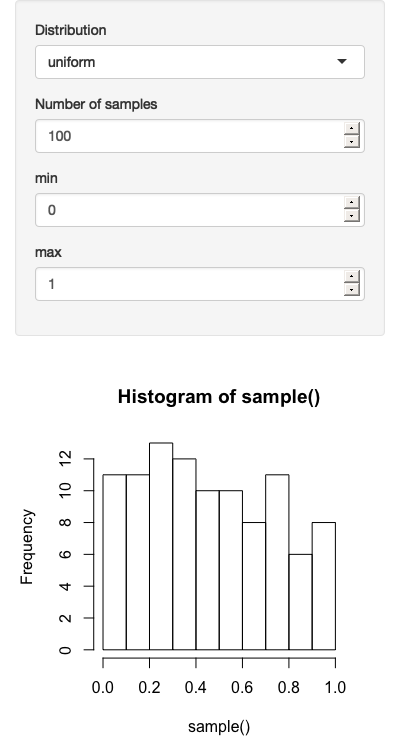 Distribution
uniform
Number of samples
100
min
0
max
1
Histogram of sample()
Frequency
12
10
8
6
4
2
0
0.0 0.2 0.4 0.6 0.8 1.0
sample()